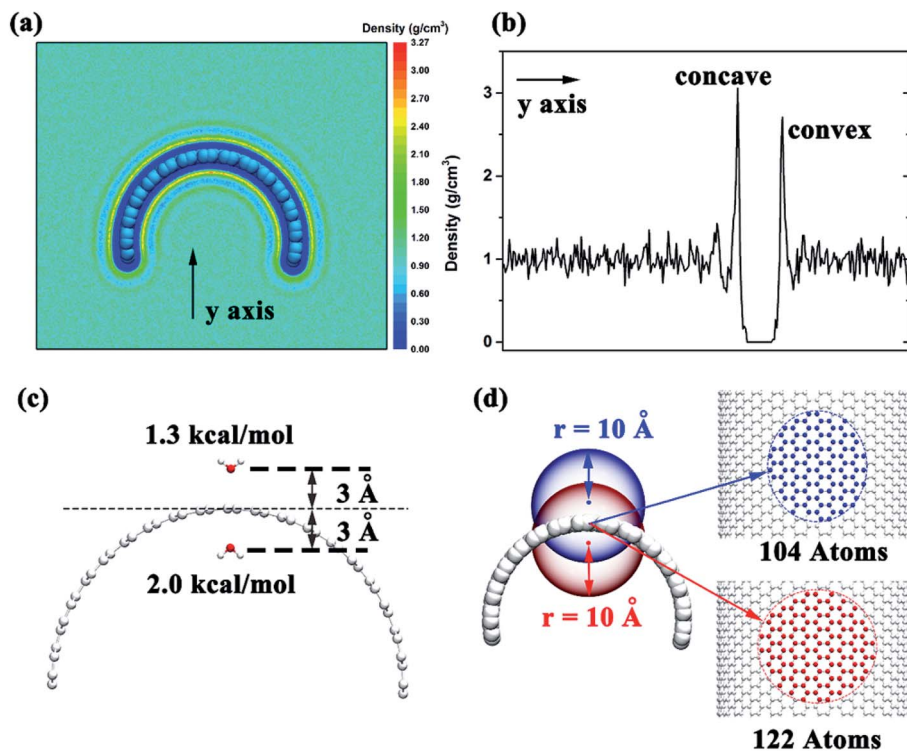 (a)
Density (g/cm³)
3.27
3.00
2.70
2.40
2.10
1.80
1.50
1.20
0.90
0.60
0.30
0.00
y axis
(b)
Density (g/cm³)
3
2
1
0
y axis
concave
convex
(c)
1.3 kcal/mol
3 Å
3 Å
2.0 kcal/mol
(d)
r = 10 Å
r = 10 Å
104 Atoms
122 Atoms